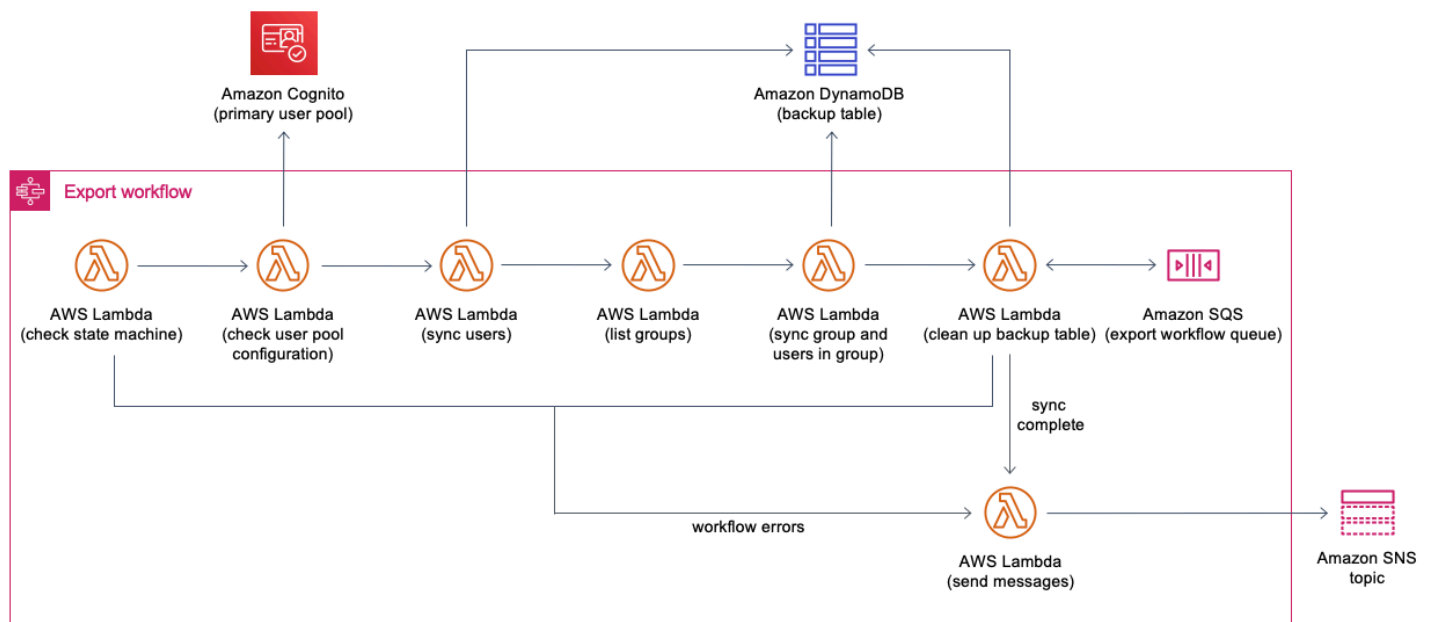 Amazon Cognito
(primary user pool)
Amazon DynamoDB
(backup table)
Export workflow
AWS Lambda
(check state machine)
AWS Lambda
(check user pool
configuration)
AWS Lambda
(sync users)
AWS Lambda
(list groups)
AWS Lambda
(sync group and
users in group)
AWS Lambda
(clean up backup table)
Amazon SQS
(export workflow queue)
sync
complete
workflow errors
AWS Lambda
(send messages)
Amazon SNS
topic